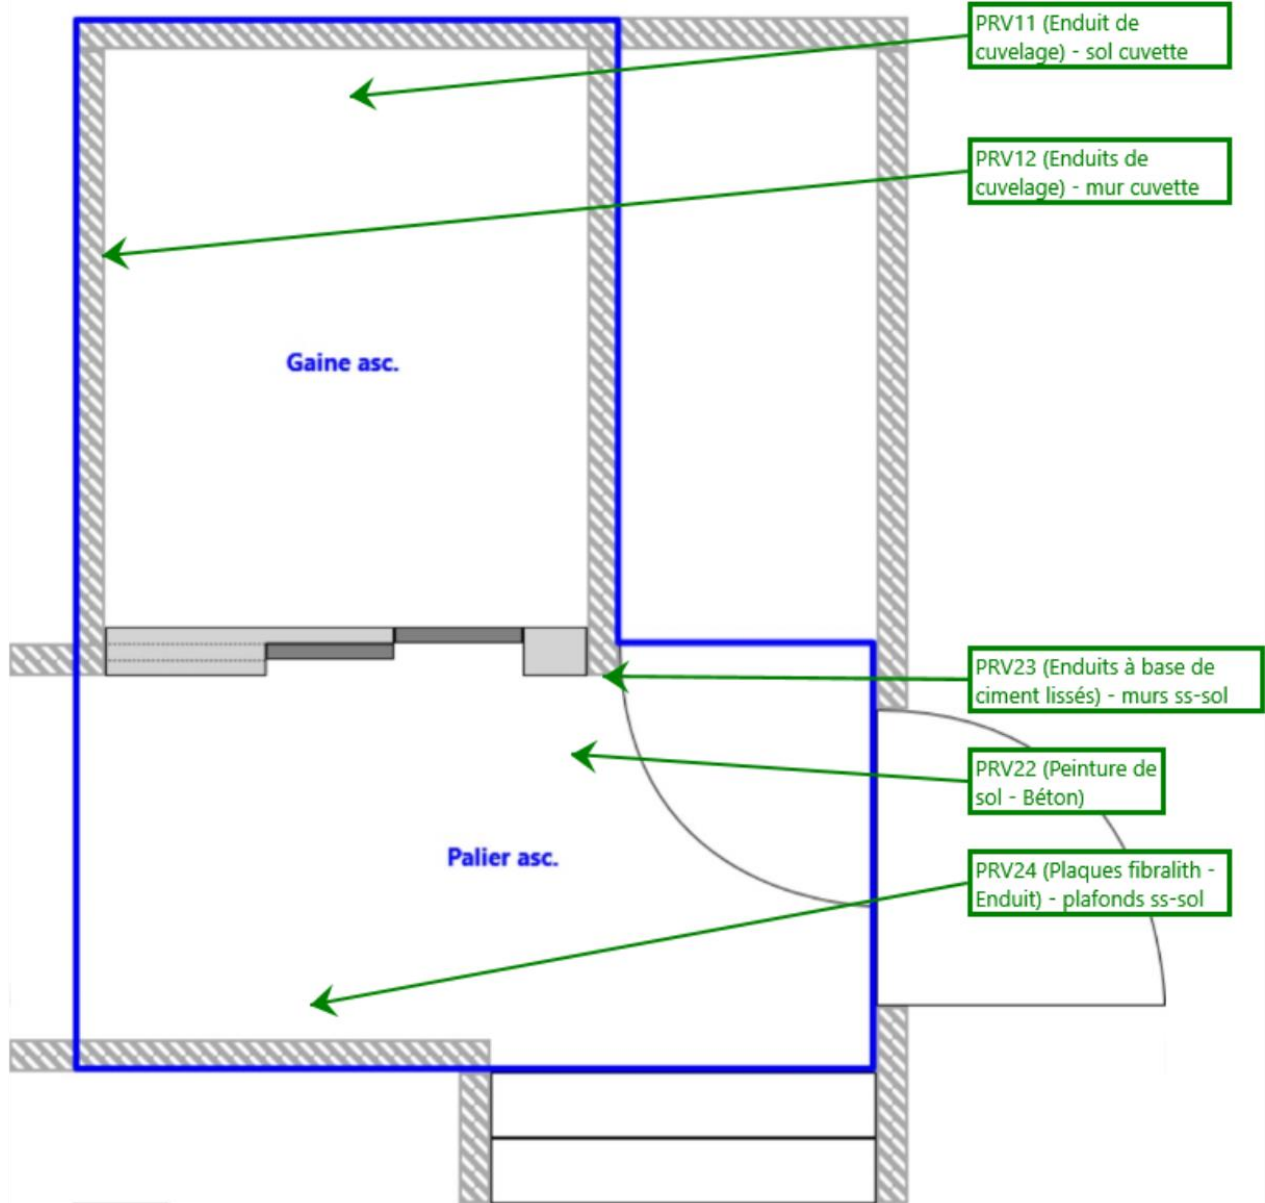 PRV11 (Enduit de
cuvelage) - sol cuvette
PRV12 (Enduits de
cuvelage) - mur cuvette
Gaine asc.
PRV23 (Enduits à base de
ciment lissés) - murs ss-sol
PRV22 (Peinture de
sol - Béton)
Palier asc.
PRV24 (Plaques fibralith -
Enduit) - plafonds ss-sol